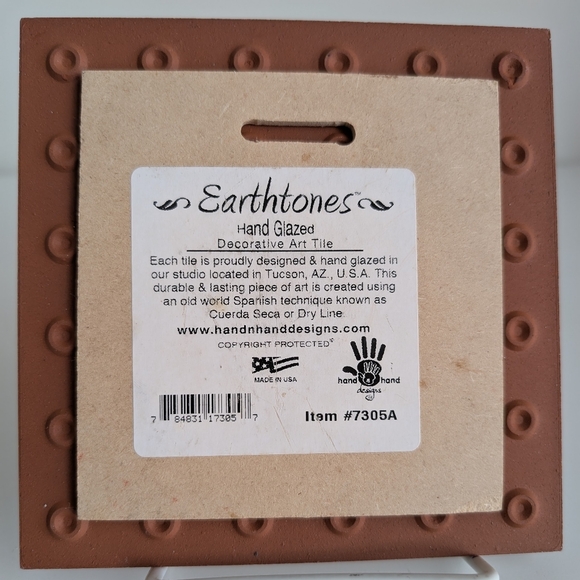 Earthtones™
Hand Glazed
Decorative Art Tile
Each tile is proudly designed & hand glazed in
our studio located in Tucson, AZ., U.S.A. This
durable & lasting piece of art is created using
an old world Spanish technique known as
Cuerda Seca or Dry Line
www.handnhanddesigns.com
COPYRIGHT PROTECTED©
MADE IN USA
hand hand
designs
7 84831 17305 7
Item #7305A